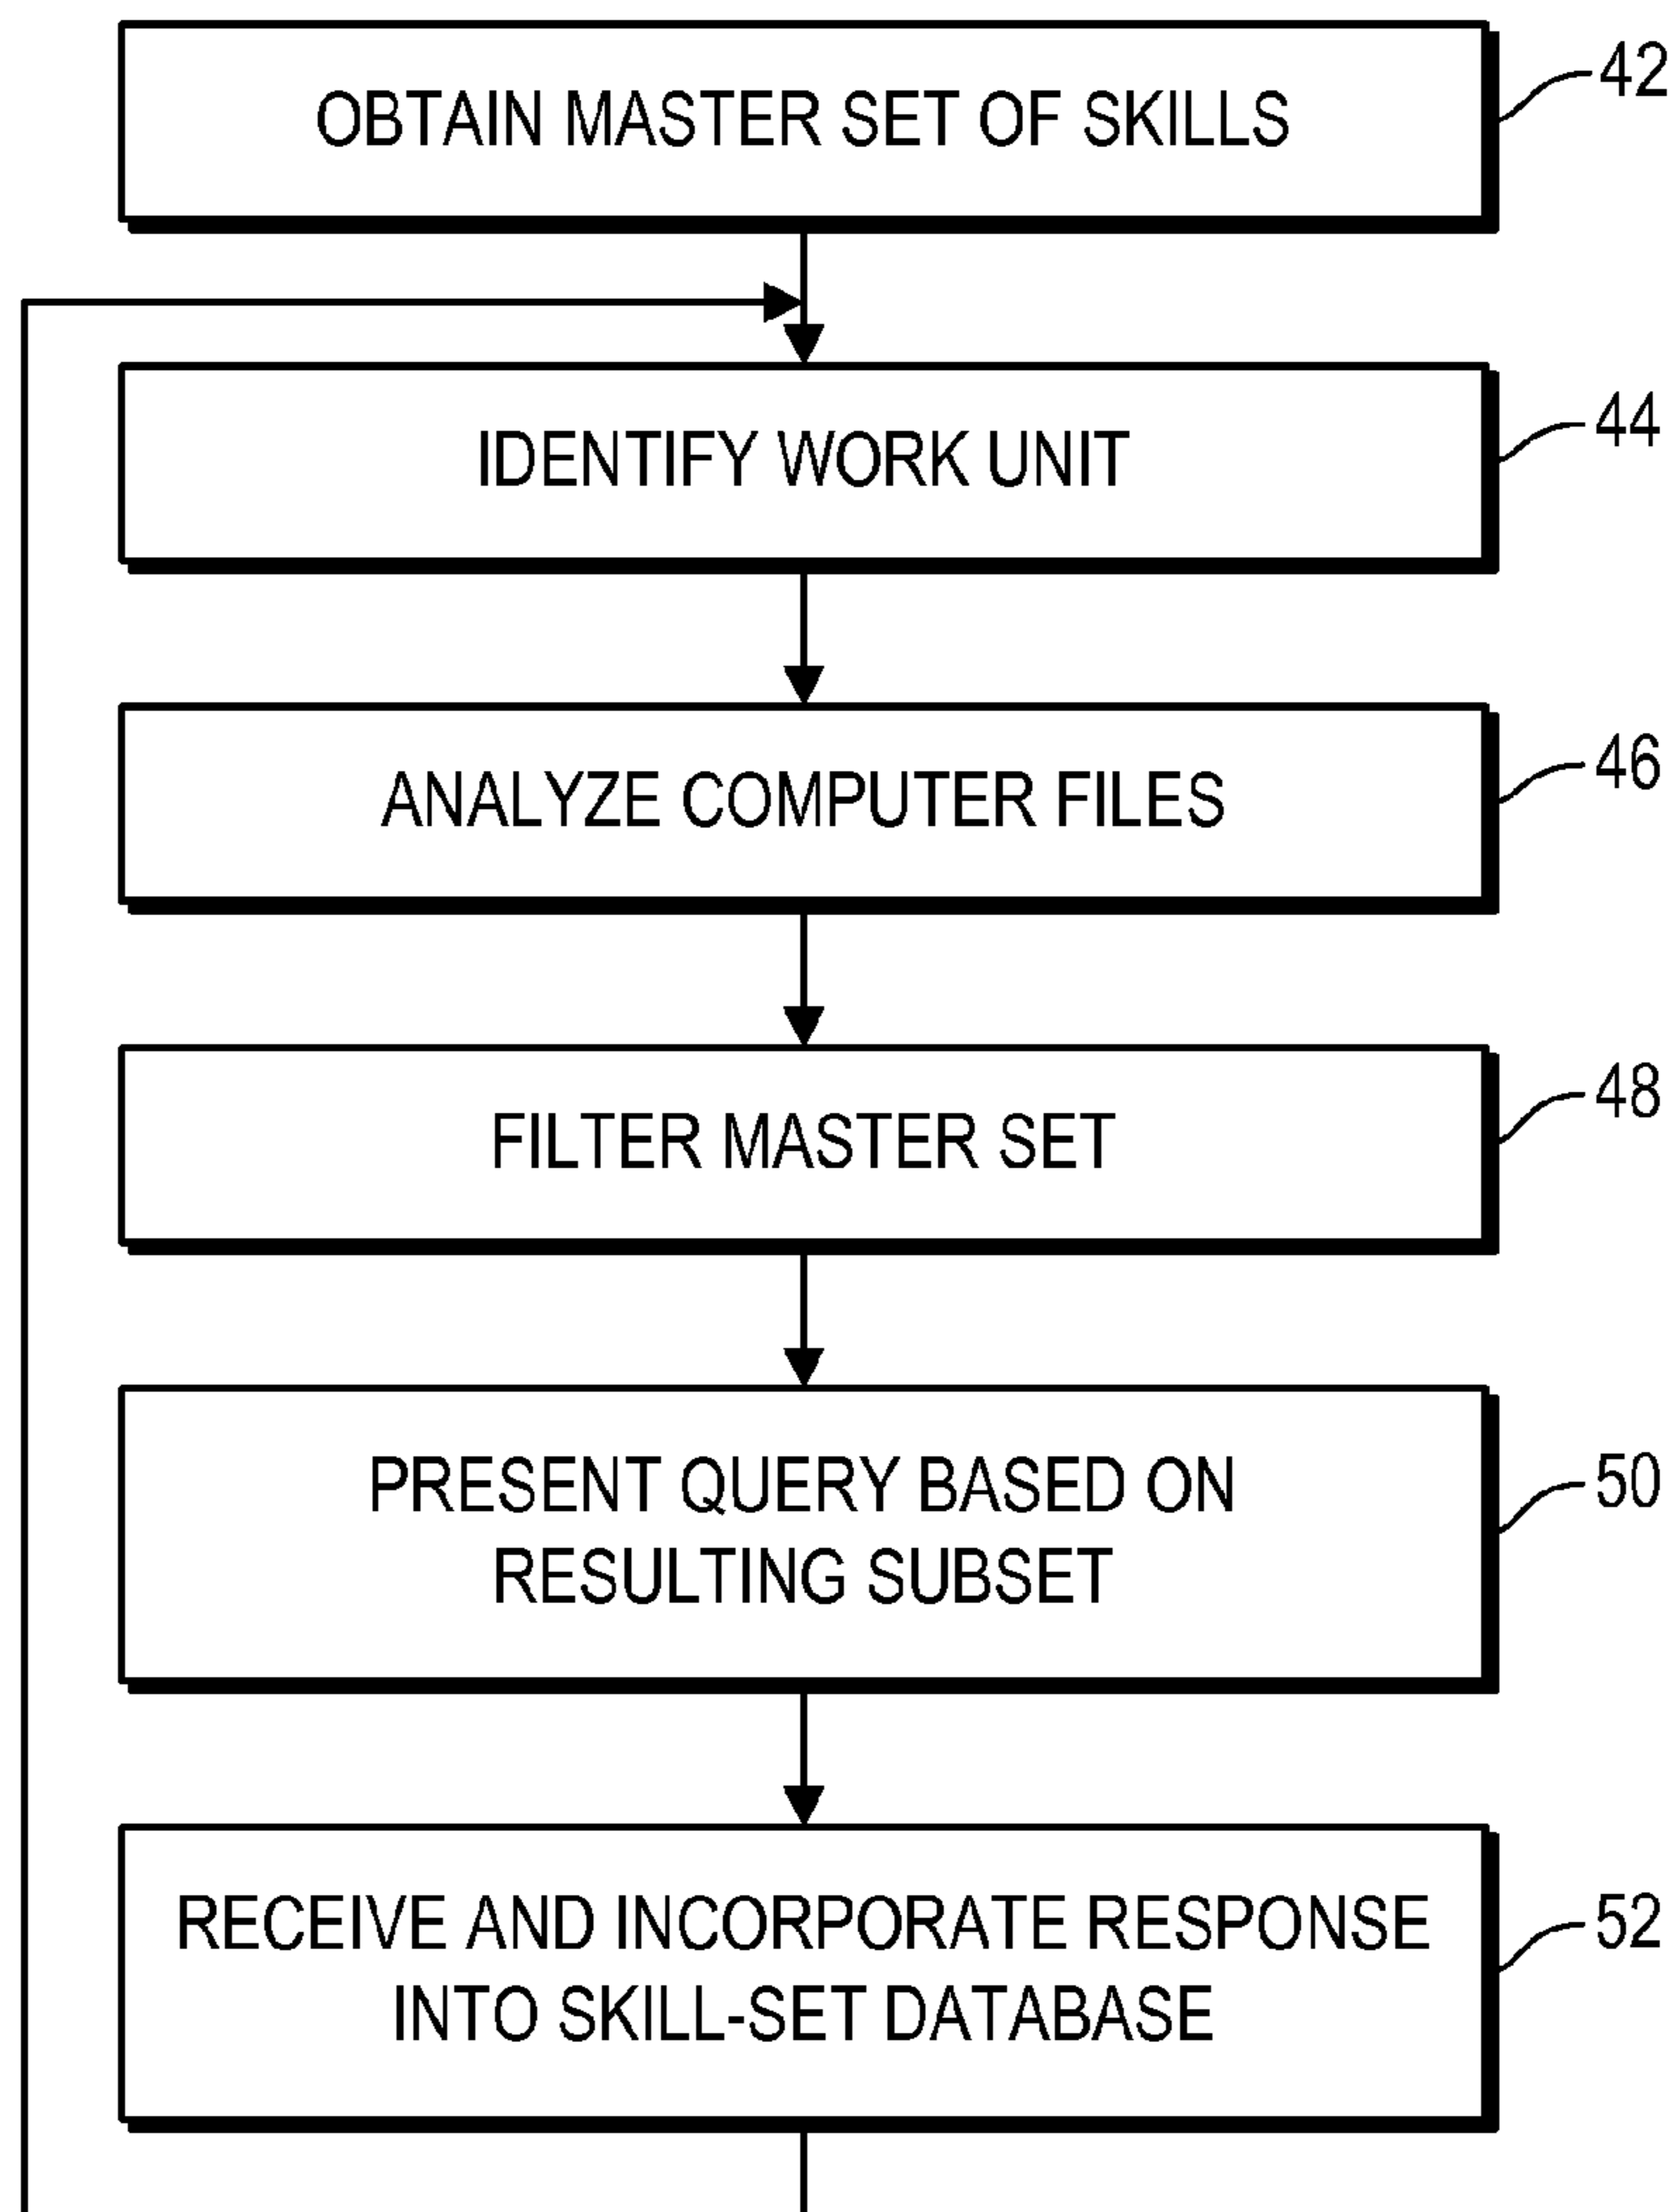 OBTAIN MASTER SET OF SKILLS
42
IDENTIFY WORK UNIT
44
ANALYZE COMPUTER FILES
46
FILTER MASTER SET
48
PRESENT QUERY BASED ON
RESULTING SUBSET
50
RECEIVE AND INCORPORATE RESPONSE
INTO SKILL-SET DATABASE
52